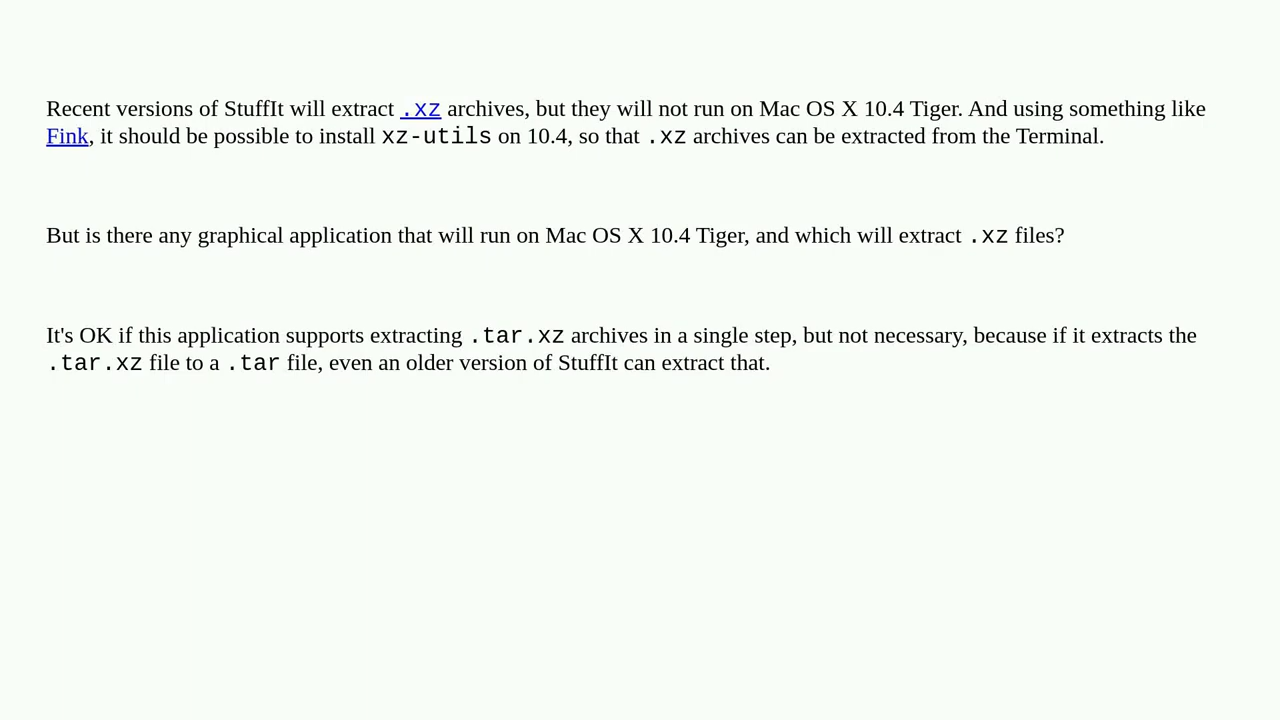 Recent versions of StuffIt will extract .xz archives, but they will not run on Mac OS X 10.4 Tiger. And using something like
Fink, it should be possible to install xz-utils on 10.4, so that .xz archives can be extracted from the Terminal.
But is there any graphical application that will run on Mac OS X 10.4 Tiger, and which will extract .xz files?
It's OK if this application supports extracting .tar.xz archives in a single step, but not necessary, because if it extracts the
.tar.xz file to a .tar file, even an older version of StuffIt can extract that.